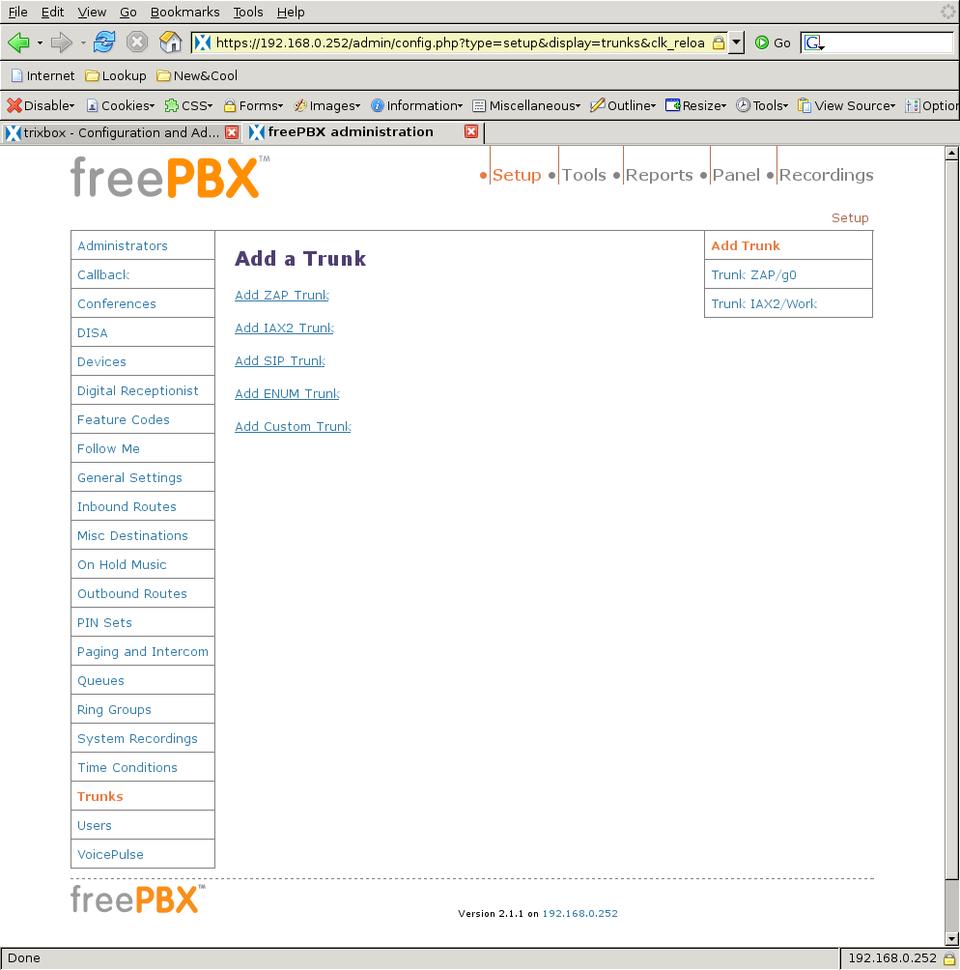 File Edit View Go Bookmarks Tools Help
https://192.168.0.252/admin/config.php?type=setup&display=trunks&clk_reloa Go G
Internet Lookup New&Cool
Disable Cookies CSS Forms Images Information Miscellaneous Outline Resize Tools View Source Option
trixbox - Configuration and Ad... freePBX administration
freePBX™
Setup Tools Reports Panel Recordings
Setup
Administrators
Callback
Conferences
DISA
Devices
Digital Receptionist
Feature Codes
Follow Me
General Settings
Inbound Routes
Misc Destinations
On Hold Music
Outbound Routes
PIN Sets
Paging and Intercom
Queues
Ring Groups
System Recordings
Time Conditions
Trunks
Users
VoicePulse
Add a Trunk
Add ZAP Trunk
Add IAX2 Trunk
Add SIP Trunk
Add ENUM Trunk
Add Custom Trunk
Add Trunk
Trunk ZAP/g0
Trunk IAX2/Work
freePBX™
Version 2.1.1 on 192.168.0.252
Done 192.168.0.252